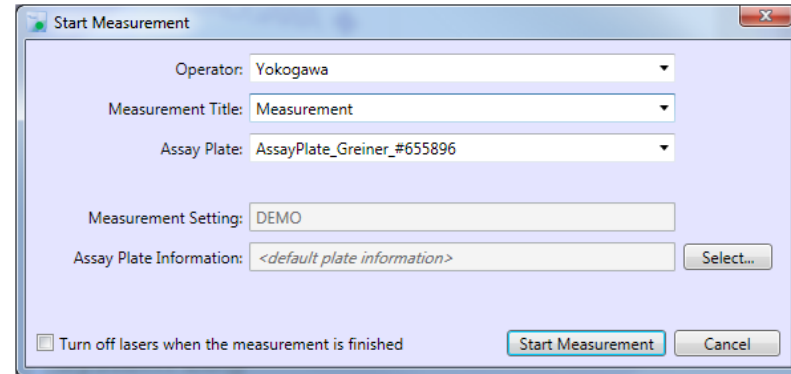 Start Measurement
Operator: Yokogawa
Measurement Title: Measurement
Assay Plate: AssayPlate_Greiner_#655896
Measurement Setting: DEMO
Assay Plate Information: <default plate information> Select...
Turn off lasers when the measurement is finished Start Measurement Cancel